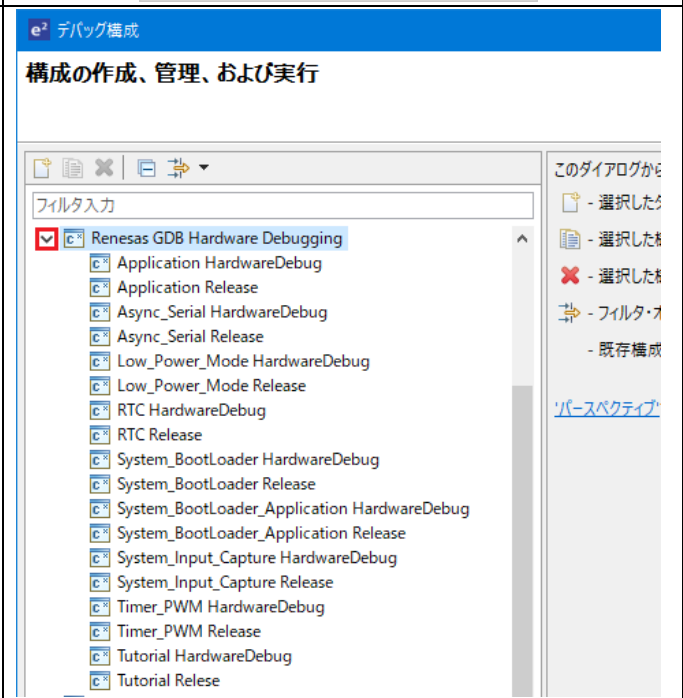 e² デバッグ構成
構成の作成、管理、および実行
フィルタ入力
Renesas GDB Hardware Debugging
Application HardwareDebug
Application Release
Async_Serial HardwareDebug
Async_Serial Release
Low_Power_Mode HardwareDebug
Low_Power_Mode Release
RTC HardwareDebug
RTC Release
System_BootLoader HardwareDebug
System_BootLoader Release
System_BootLoader_Application HardwareDebug
System_BootLoader_Application Release
System_Input_Capture HardwareDebug
System_Input_Capture Release
Timer_PWM HardwareDebug
Timer_PWM Release
Tutorial HardwareDebug
Tutorial Relese
このダイアログから
- 選択した
- 選択した
- 選択した
- フィルタ・オ
- 既存構成
'パースペクティブ'